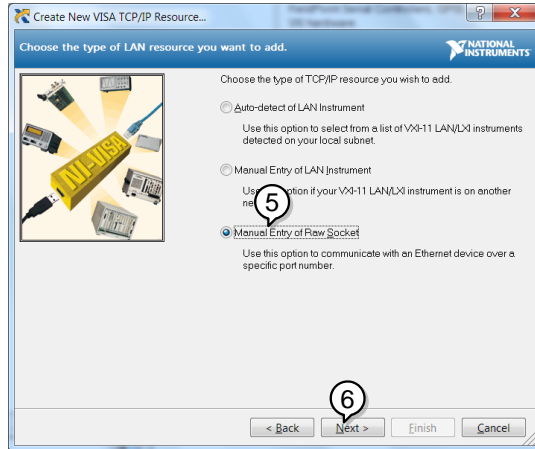 Create New VISA TCP/IP Resource...
Choose the type of LAN resource you want to add.
NATIONAL
INSTRUMENTS
NI-VISA
Choose the type of TCP/IP resource you wish to add.
Auto-detect of LAN Instrument
Use this option to select from a list of VXI-11 LAN/LXI instruments
detected on your local subnet.
Manual Entry of LAN Instrument
option if your VXI-11 LAN/LXI instrument is on another
5
Manual Entry of Raw Socket
Use this option to communicate with an Ethernet device over a
specific port number.
6
< Back
Next >
Finish
Cancel